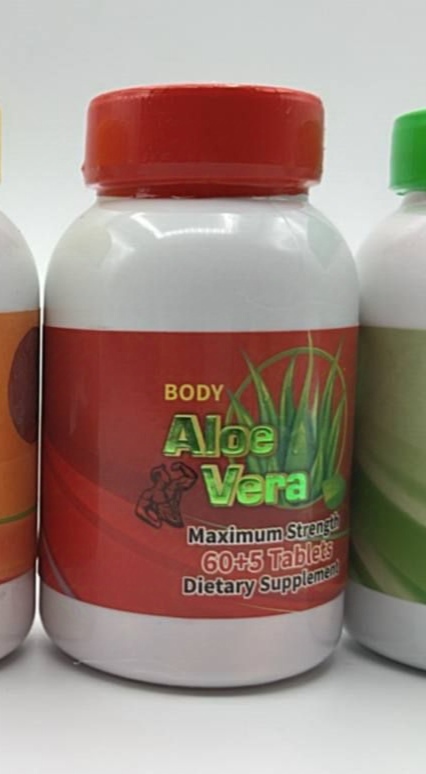 BODY
Aloe
Vera
Maximum Strength
60+5 Tablets
Dietary Supplement